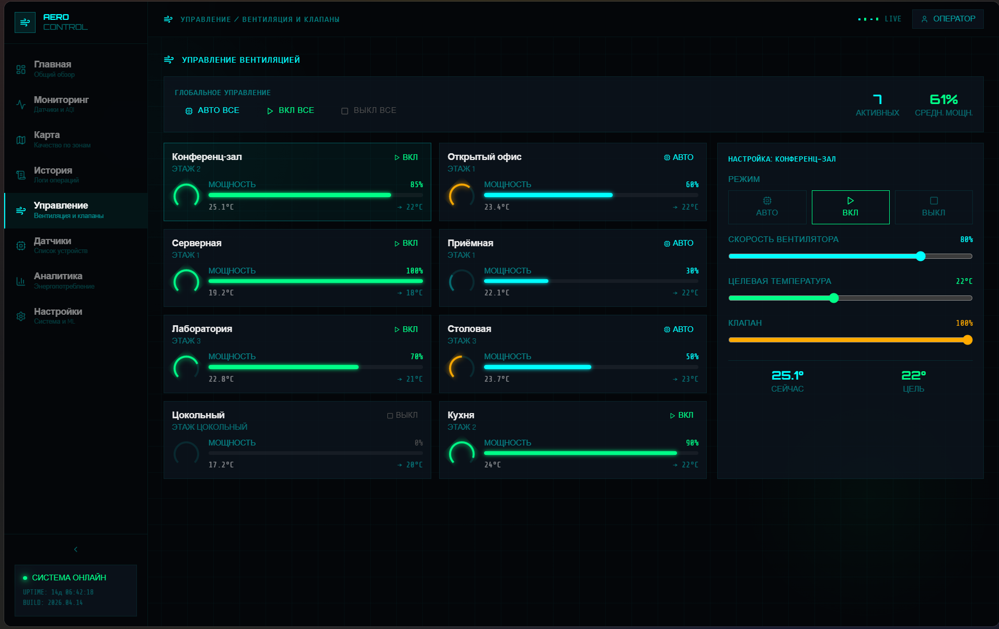 AERO
CONTROL
УПРАВЛЕНИЕ / ВЕНТИЛЯЦИЯ И КЛАПАНЫ
LIVE
ОПЕРАТОР
Главная
Общий обзор
Мониторинг
Датчики и AQI
Карта
Качество по зонам
История
Логи операций
Управление
Вентиляция и клапаны
Датчики
Список устройств
Аналитика
Энергопотребление
Настройки
Система и ML
СИСТЕМА ОНЛАЙН
UPTIME: 14д 06:42:18
BUILD: 2026.04.14
УПРАВЛЕНИЕ ВЕНТИЛЯЦИЕЙ
ГЛОБАЛЬНОЕ УПРАВЛЕНИЕ
АВТО ВСЕ
ВКЛ ВСЕ
ВЫКЛ ВСЕ
7
АКТИВНЫХ
61%
СРЕДН. МОЩН.
Конференц-зал
ВКЛ
ЭТАЖ 2
МОЩНОСТЬ 85%
25.1°C → 22°C
Открытый офис
АВТО
ЭТАЖ 1
МОЩНОСТЬ 60%
23.4°C → 22°C
Серверная
ВКЛ
ЭТАЖ 1
МОЩНОСТЬ 100%
19.2°C → 18°C
Приёмная
АВТО
ЭТАЖ 1
МОЩНОСТЬ 30%
22.1°C → 22°C
Лаборатория
ВКЛ
ЭТАЖ 3
МОЩНОСТЬ 70%
22.8°C → 21°C
Столовая
АВТО
ЭТАЖ 3
МОЩНОСТЬ 50%
23.7°C → 23°C
Цокольный
ВЫКЛ
ЭТАЖ ЦОКОЛЬНЫЙ
МОЩНОСТЬ 0%
17.2°C → 20°C
Кухня
ВКЛ
ЭТАЖ 2
МОЩНОСТЬ 90%
24°C → 22°C
НАСТРОЙКА: КОНФЕРЕНЦ-ЗАЛ
РЕЖИМ
АВТО
ВКЛ
ВЫКЛ
СКОРОСТЬ ВЕНТИЛЯТОРА 80%
ЦЕЛЕВАЯ ТЕМПЕРАТУРА 22°C
КЛАПАН 100%
25.1°
СЕЙЧАС
22°
ЦЕЛЬ